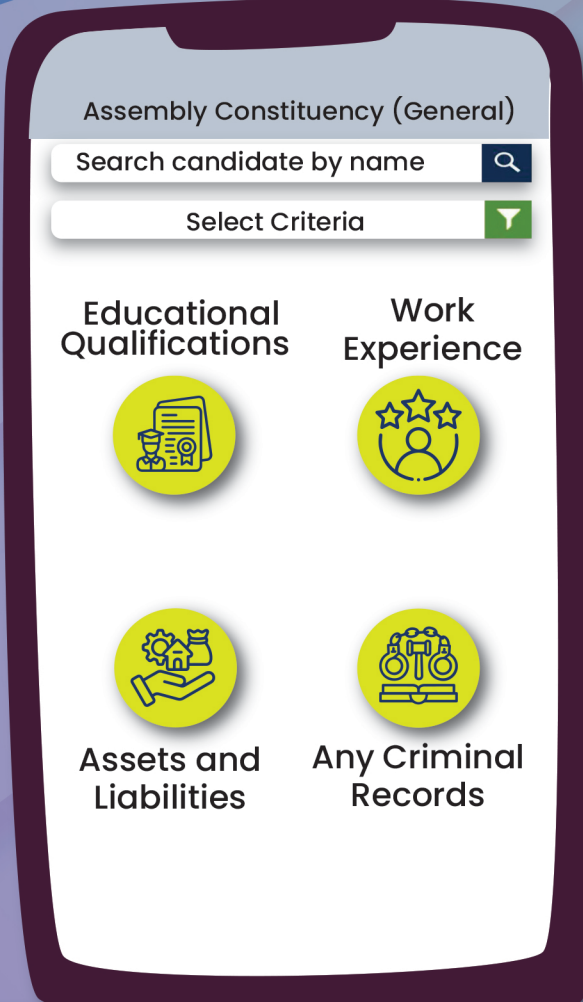 Assembly Constituency (General)
Search candidate by name
Select Criteria
Educational
Qualifications
Work
Experience
Assets and
Liabilities
Any Criminal
Records